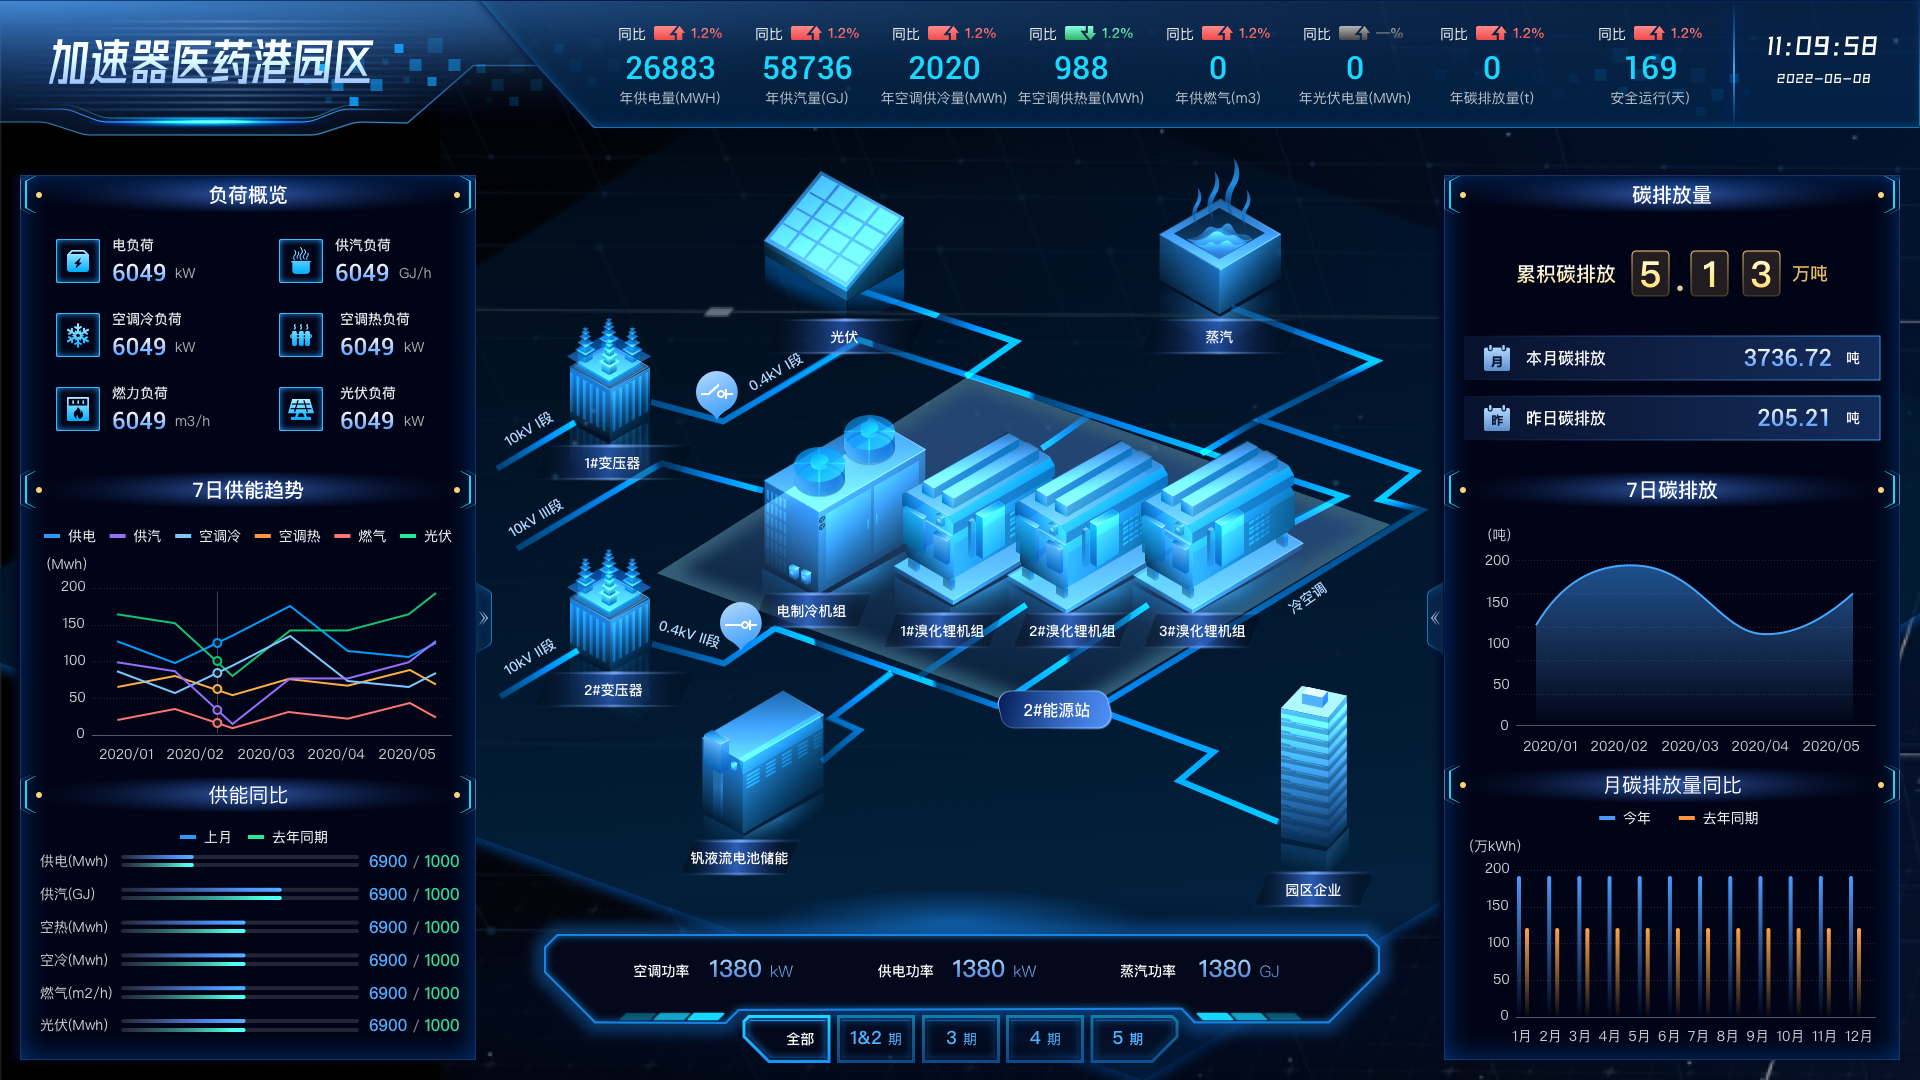 加速器医药港园区
同比 1.2% 同比 1.2% 同比 1.2% 同比 1.2% 同比 1.2% 同比 —% 同比 1.2% 同比 1.2%
26883 58736 2020 988 0 0 0 169
年供电量(MWH) 年供汽量(GJ) 年空调供冷量(MWh) 年空调供热量(MWh) 年供燃气(m3) 年光伏电量(MWh) 年碳排放量(t) 安全运行(天)
11:09:58
2022-06-08
负荷概览
电负荷
6049 kW
供汽负荷
6049 GJ/h
空调冷负荷
6049 kW
空调热负荷
6049 kW
燃力负荷
6049 m3/h
光伏负荷
6049 kW
7日供能趋势
供电 供汽 空调冷 空调热 燃气 光伏
(Mwh)
200
150
100
50
0
2020/01 2020/02 2020/03 2020/04 2020/05
供能同比
上月 去年同期
供电(Mwh) 6900 / 1000
供汽(GJ) 6900 / 1000
空热(Mwh) 6900 / 1000
空冷(Mwh) 6900 / 1000
燃气(m2/h) 6900 / 1000
光伏(Mwh) 6900 / 1000
光伏
蒸汽
10kV I段
0.4kV I段
1#变压器
10kV III段
10kV II段
0.4kV II段
2#变压器
电制冷机组
1#溴化锂机组
2#溴化锂机组
3#溴化锂机组
冷空调
2#能源站
钒液流电池储能
园区企业
空调功率 1380 kW
供电功率 1380 kW
蒸汽功率 1380 GJ
全部 1&2 期 3 期 4 期 5 期
碳排放量
累积碳排放 5.13 万吨
月 本月碳排放 3736.72 吨
昨 昨日碳排放 205.21 吨
7日碳排放
(吨)
200
150
100
50
0
2020/01 2020/02 2020/03 2020/04 2020/05
月碳排放量同比
今年 去年同期
(万kWh)
200
150
100
50
0
1月 2月 3月 4月 5月 6月 7月 8月 9月 10月 11月 12月